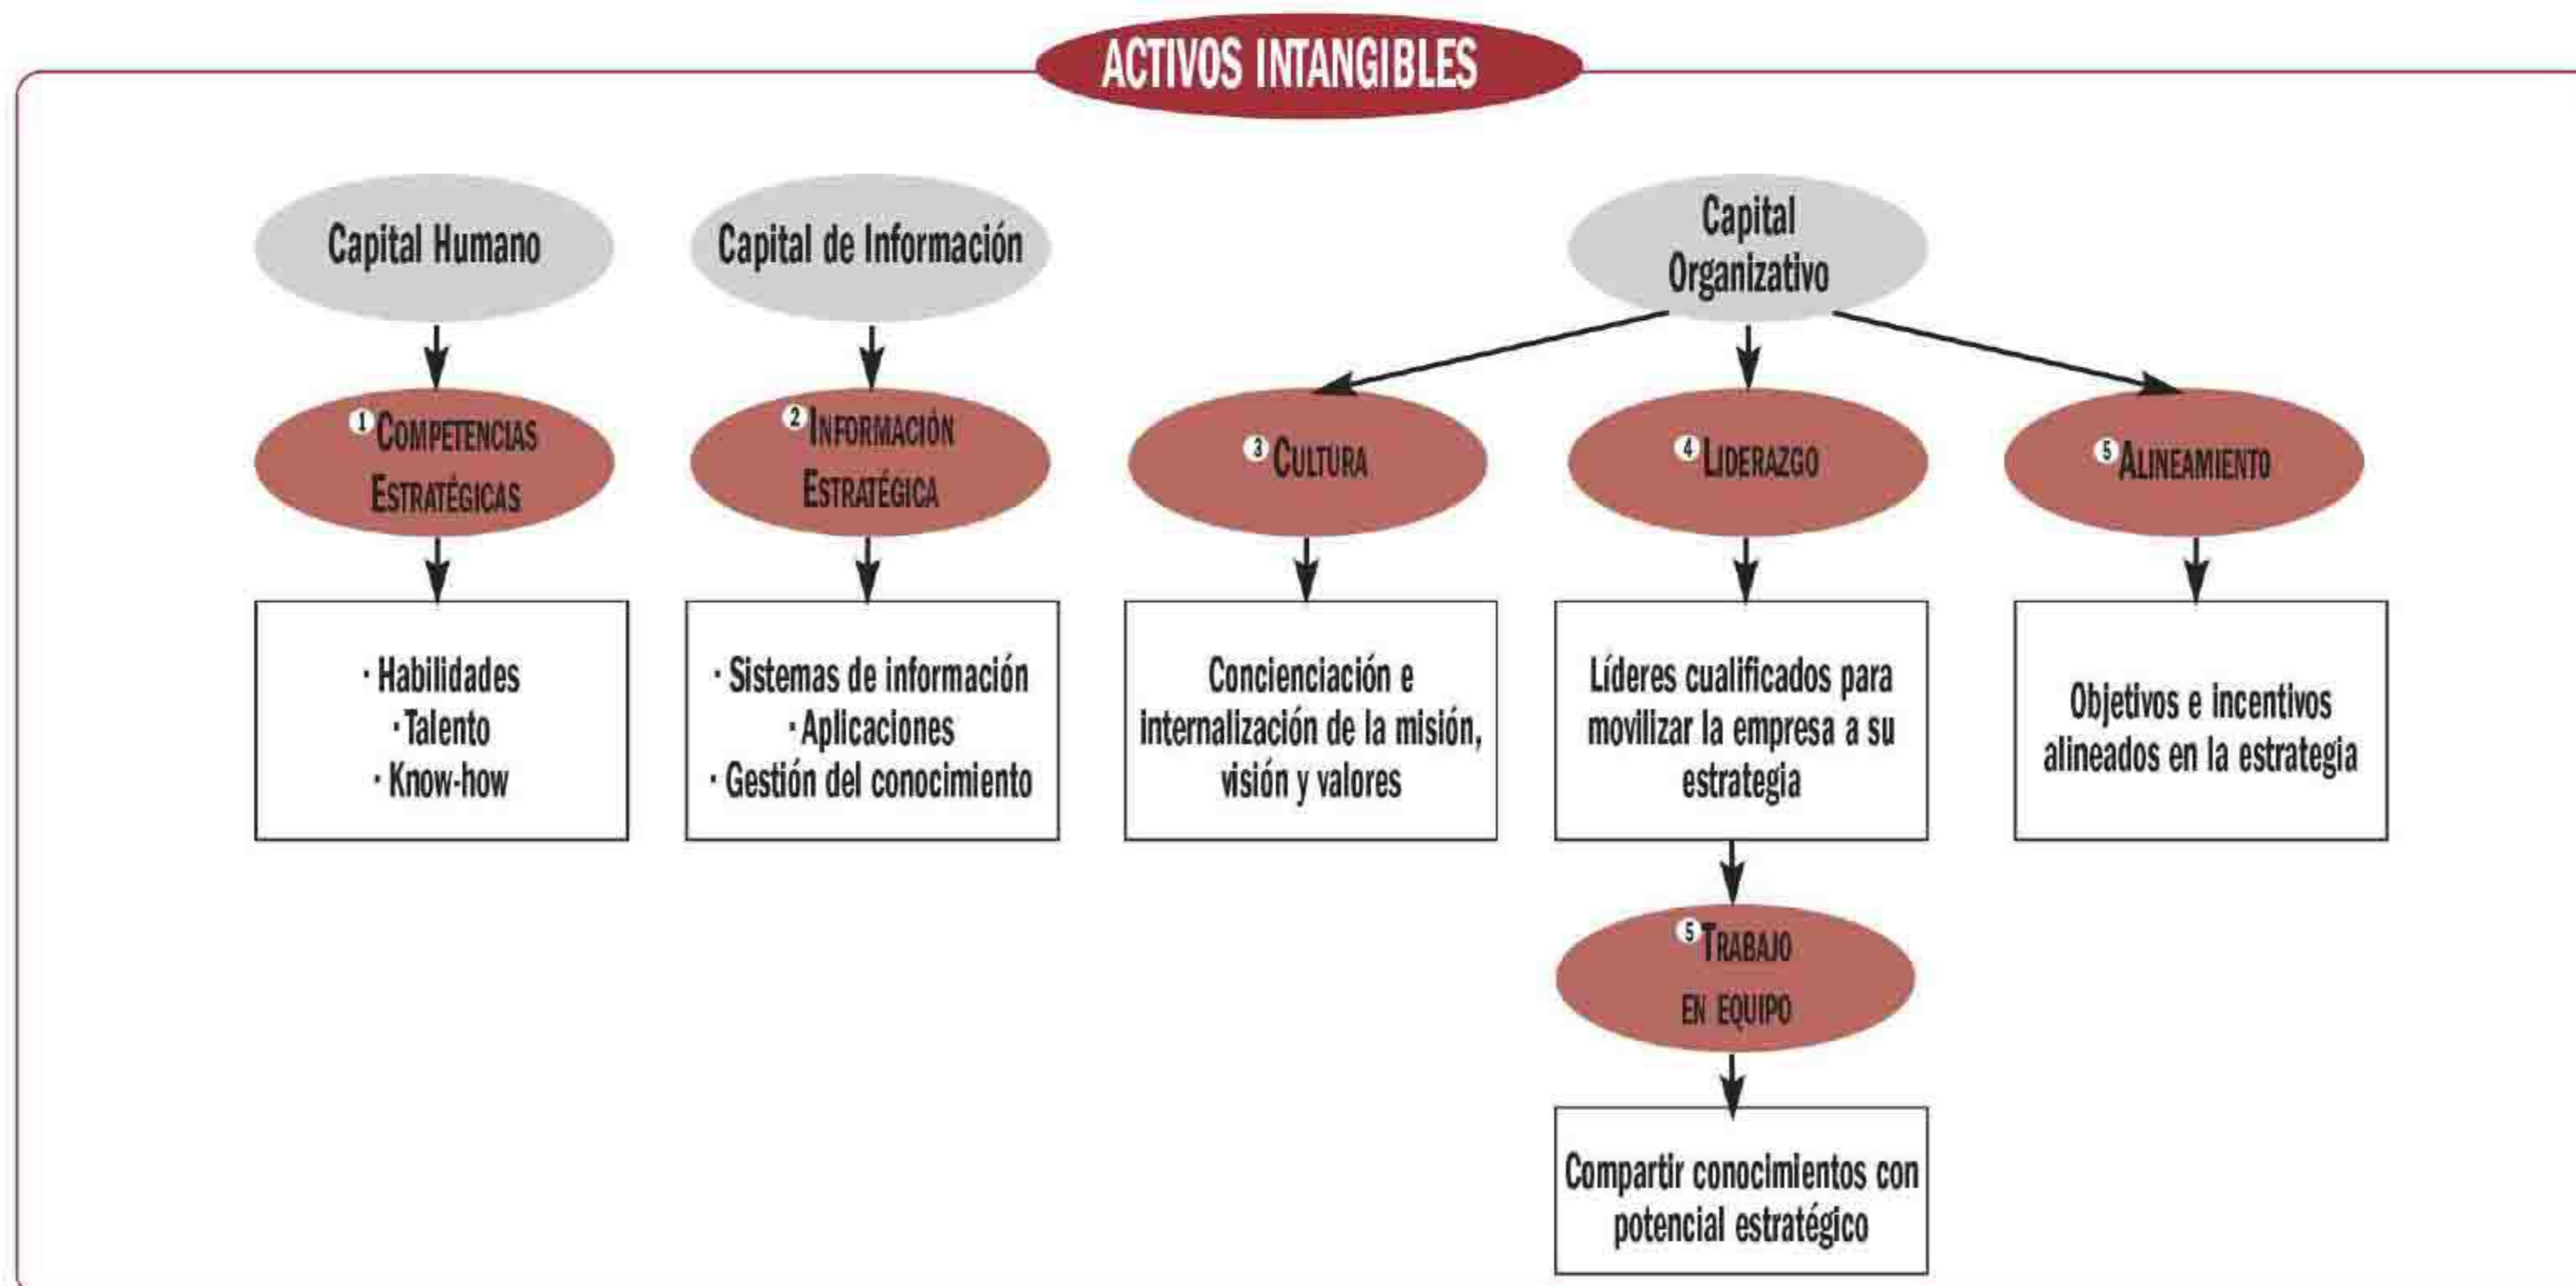 ACTIVOS INTANGIBLES
Capital Humano
Capital de Información
Capital
Organizativo
1 COMPETENCIAS
ESTRATÉGICAS
2 INFORMACIÓN
ESTRATÉGICA
3 CULTURA
4 LIDERAZGO
5 ALINEAMIENTO
· Habilidades
· Talento
· Know-how
· Sistemas de información
· Aplicaciones
· Gestión del conocimiento
Concienciación e
internalización de la misión,
visión y valores
Líderes cualificados para
movilizar la empresa a su
estrategia
Objetivos e incentivos
alineados en la estrategia
5 TRABAJO
EN EQUIPO
Compartir conocimientos con
potencial estratégico